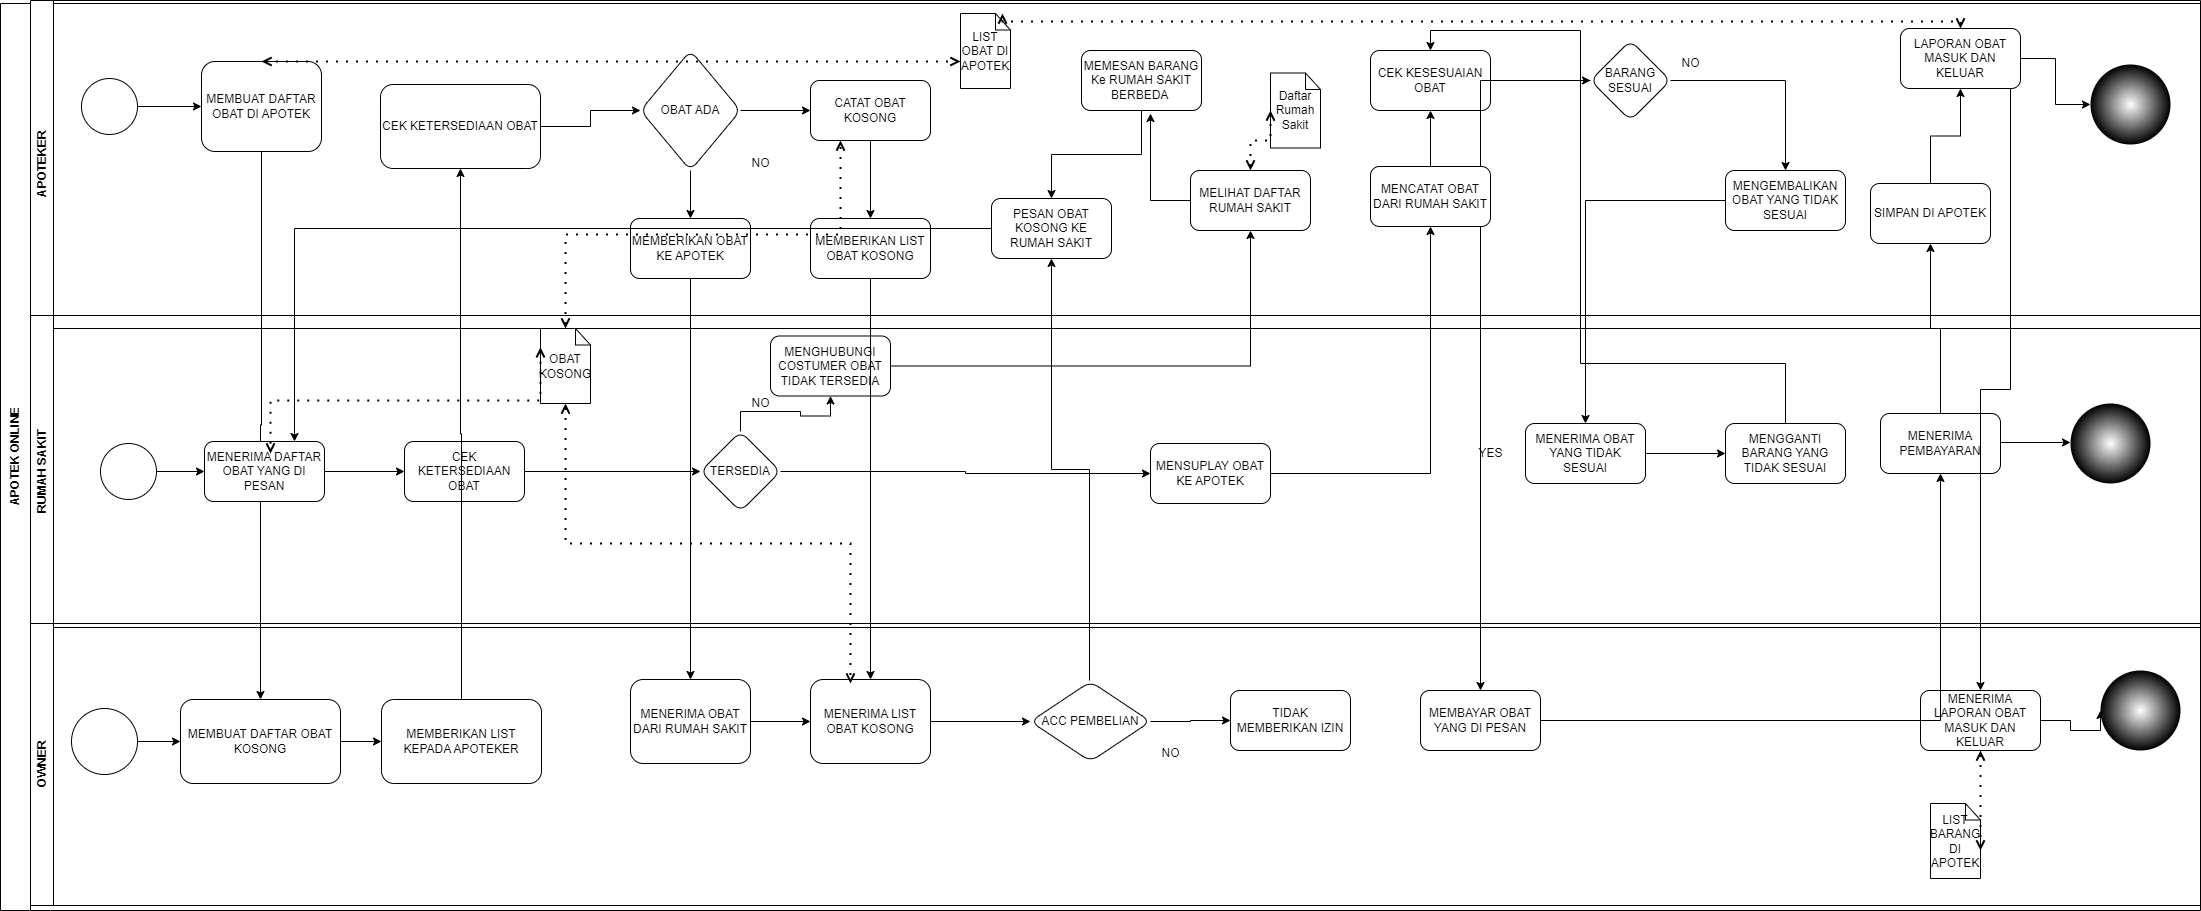 APOTEK ONLINE
APOTEKER
MEMBUAT DAFTAR
OBAT DI APOTEK
CEK KETERSEDIAAN OBAT
OBAT ADA
NO
CATAT OBAT
KOSONG
MEMBERIKAN OBAT
KE APOTEK
MEMBERIKAN LIST
OBAT KOSONG
LIST
OBAT DI
APOTEK
MEMESAN BARANG
Ke RUMAH SAKIT
BERBEDA
PESAN OBAT
KOSONG KE
RUMAH SAKIT
Daftar
Rumah
Sakit
MELIHAT DAFTAR
RUMAH SAKIT
CEK KESESUAIAN
OBAT
MENCATAT OBAT
DARI RUMAH SAKIT
BARANG
SESUAI
NO
MENGEMBALIKAN
OBAT YANG TIDAK
SESUAI
LAPORAN OBAT
MASUK DAN
KELUAR
SIMPAN DI APOTEK
RUMAH SAKIT
MENERIMA DAFTAR
OBAT YANG DI
PESAN
CEK
KETERSEDIAAN
OBAT
OBAT
KOSONG
TERSEDIA
NO
MENGHUBUNGI
COSTUMER OBAT
TIDAK TERSEDIA
MENSUPLAY OBAT
KE APOTEK
YES
MENERIMA OBAT
YANG TIDAK
SESUAI
MENGGANTI
BARANG YANG
TIDAK SESUAI
MENERIMA
PEMBAYARAN
OWNER
MEMBUAT DAFTAR OBAT
KOSONG
MEMBERIKAN LIST
KEPADA APOTEKER
MENERIMA OBAT
DARI RUMAH SAKIT
MENERIMA LIST
OBAT KOSONG
ACC PEMBELIAN
NO
TIDAK
MEMBERIKAN IZIN
MEMBAYAR OBAT
YANG DI PESAN
MENERIMA
LAPORAN OBAT
MASUK DAN
KELUAR
LIST
BARANG
DI
APOTEK